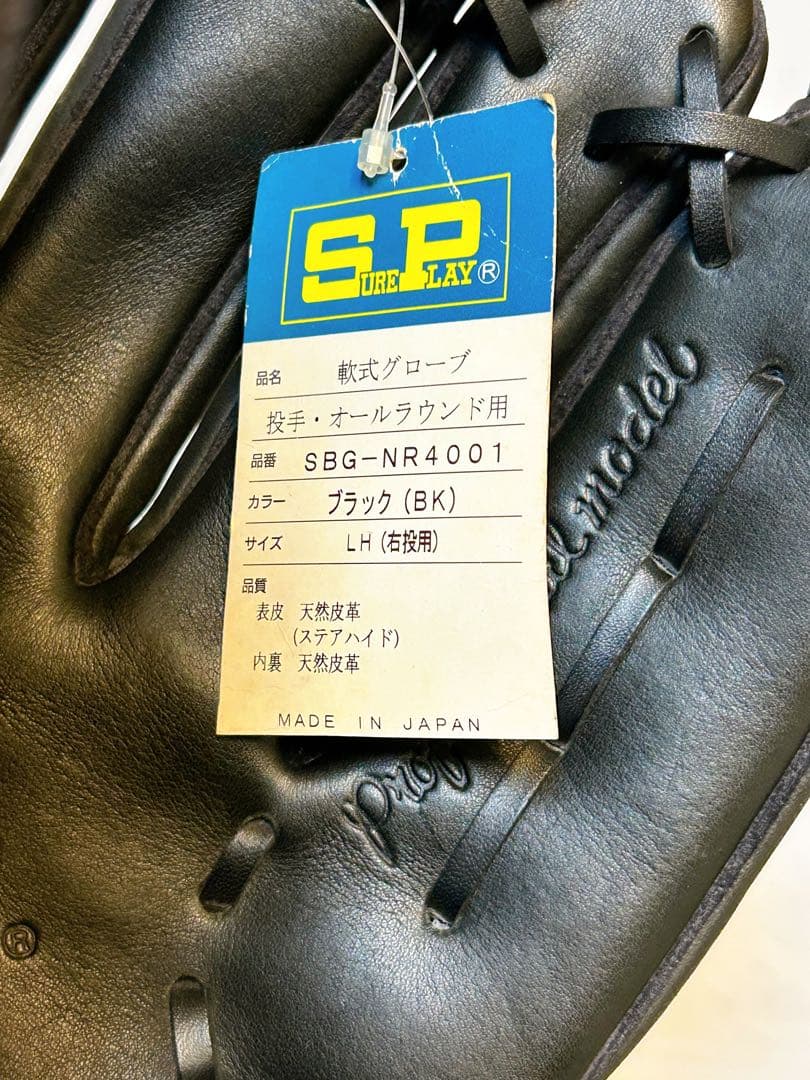 SUREPLAY®
品名 軟式グローブ
投手・オールラウンド用
品番 SBG-NR4001
カラー ブラック(BK)
サイズ LH(右投用)
品質
表皮 天然皮革
(ステアハイド)
内裏 天然皮革
MADE IN JAPAN
model
®